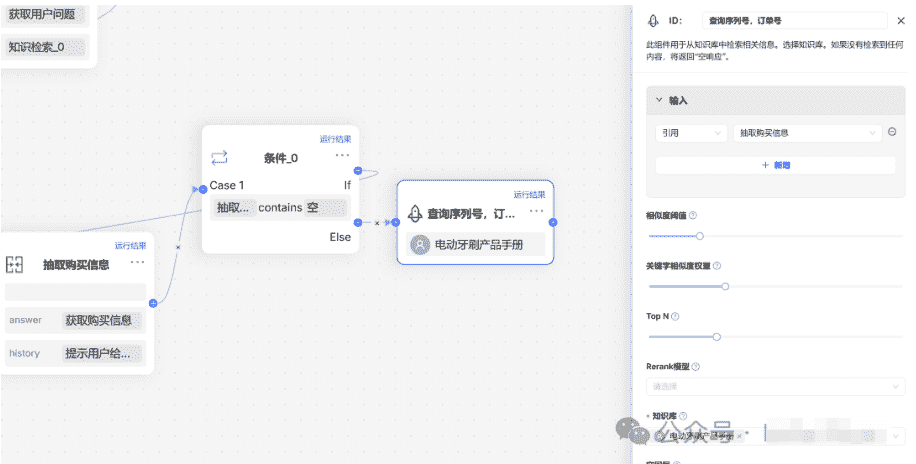 获取用户问题
知识检索_0
运行结果
条件_0
Case 1
If
抽取... contains 空
Else
运行结果
查询序列号，订...
电动牙刷产品手册
运行结果
抽取购买信息
answer 获取购买信息
history 提示用户给...
ID： 查询序列号，订单号
此组件用于从知识库中检索相关信息。选择知识库。如果没有检索到任何
内容，将返回“空响应”。
输入
引用 抽取购买信息
+ 新增
相似度阈值
关键字相似度权重
Top N
Rerank模型
请选择
* 知识库
电动牙刷产品手册 ×
公众号